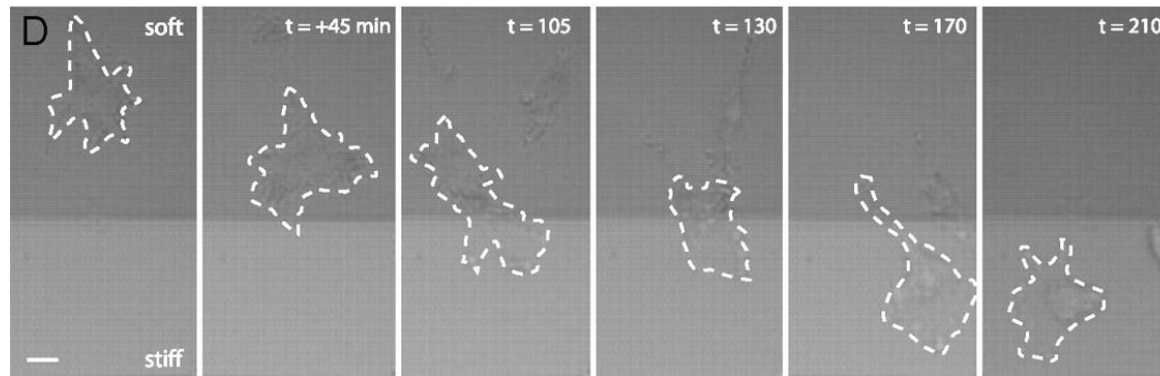 D
soft
t = +45 min
t = 105
t = 130
t = 170
t = 210
stiff